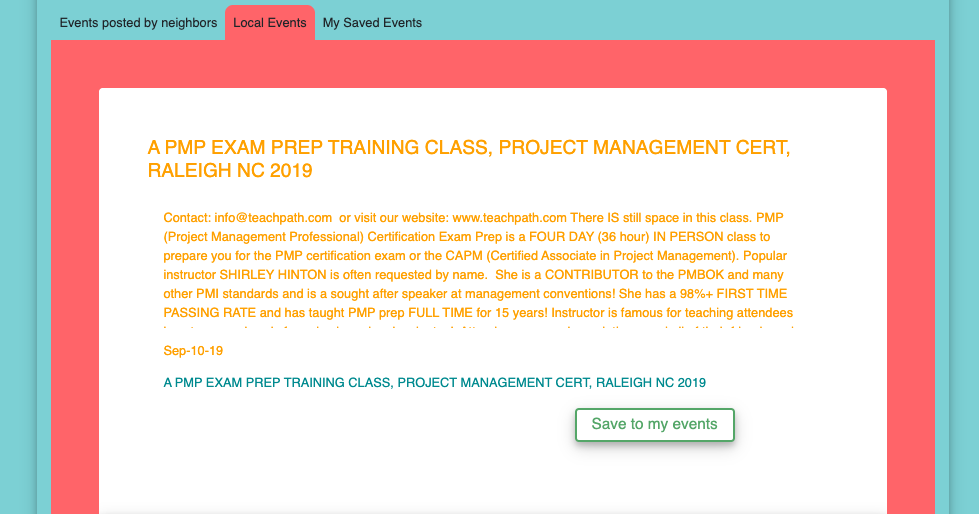 Events posted by neighbors Local Events My Saved Events
A PMP EXAM PREP TRAINING CLASS, PROJECT MANAGEMENT CERT,
RALEIGH NC 2019
Contact: info@teachpath.com  or visit our website: www.teachpath.com There IS still space in this class. PMP
(Project Management Professional) Certification Exam Prep is a FOUR DAY (36 hour) IN PERSON class to
prepare you for the PMP certification exam or the CAPM (Certified Associate in Project Management). Popular
instructor SHIRLEY HINTON is often requested by name.  She is a CONTRIBUTOR to the PMBOK and many
other PMI standards and is a sought after speaker at management conventions! She has a 98%+ FIRST TIME
PASSING RATE and has taught PMP prep FULL TIME for 15 years! Instructor is famous for teaching attendees
Sep-10-19
A PMP EXAM PREP TRAINING CLASS, PROJECT MANAGEMENT CERT, RALEIGH NC 2019
Save to my events